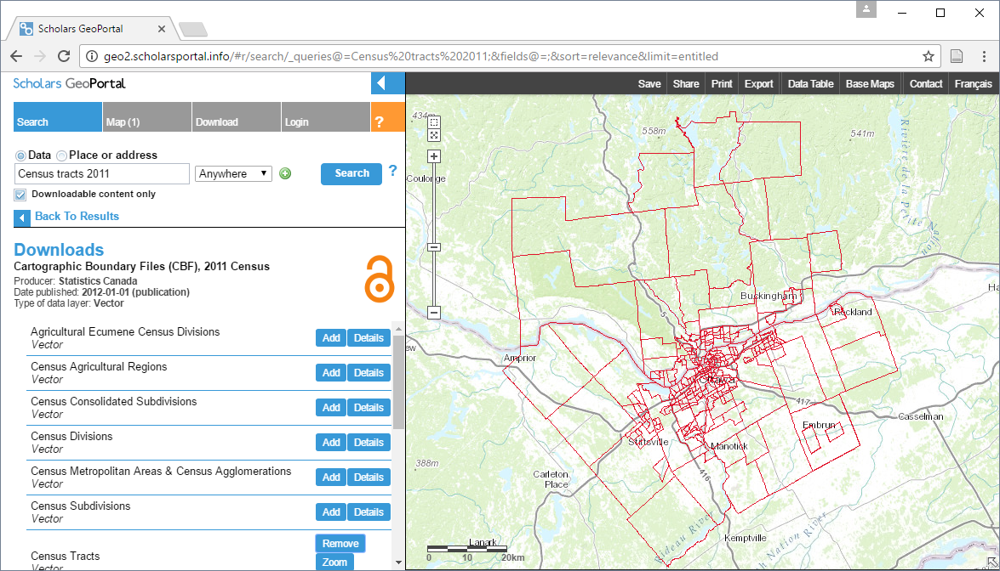 Scholars GeoPortal
geo2.scholarsportal.info/#r/search/_queries@=Census%20tracts%202011;&fields@=;&sort=relevance&limit=entitled
Scholars GeoPortal
Save Share Print Export Data Table Base Maps Contact Français
Search Map (1) Download Login ?
Data Place or address
Census tracts 2011 Anywhere Search ?
Downloadable content only
Back To Results
Downloads
Cartographic Boundary Files (CBF), 2011 Census
Producer: Statistics Canada
Date published: 2012-01-01 (publication)
Type of data layer: Vector
Agricultural Ecumene Census Divisions
Vector
Add Details
Census Agricultural Regions
Vector
Add Details
Census Consolidated Subdivisions
Vector
Add Details
Census Divisions
Vector
Add Details
Census Metropolitan Areas & Census Agglomerations
Vector
Add Details
Census Subdivisions
Vector
Add Details
Census Tracts
Vector
Remove
Zoom
434m
558m
541m
Coulonge
Rivière de la Petite Nation
Buckingham
Rockland
Ha
5
ew
Arnprior
417
Casselman
Embrun
Stittsville
Manotick
388m
416
Carleton
Place
Rideau River
Kemptville
th Nation River
Lanark
0 10 20km